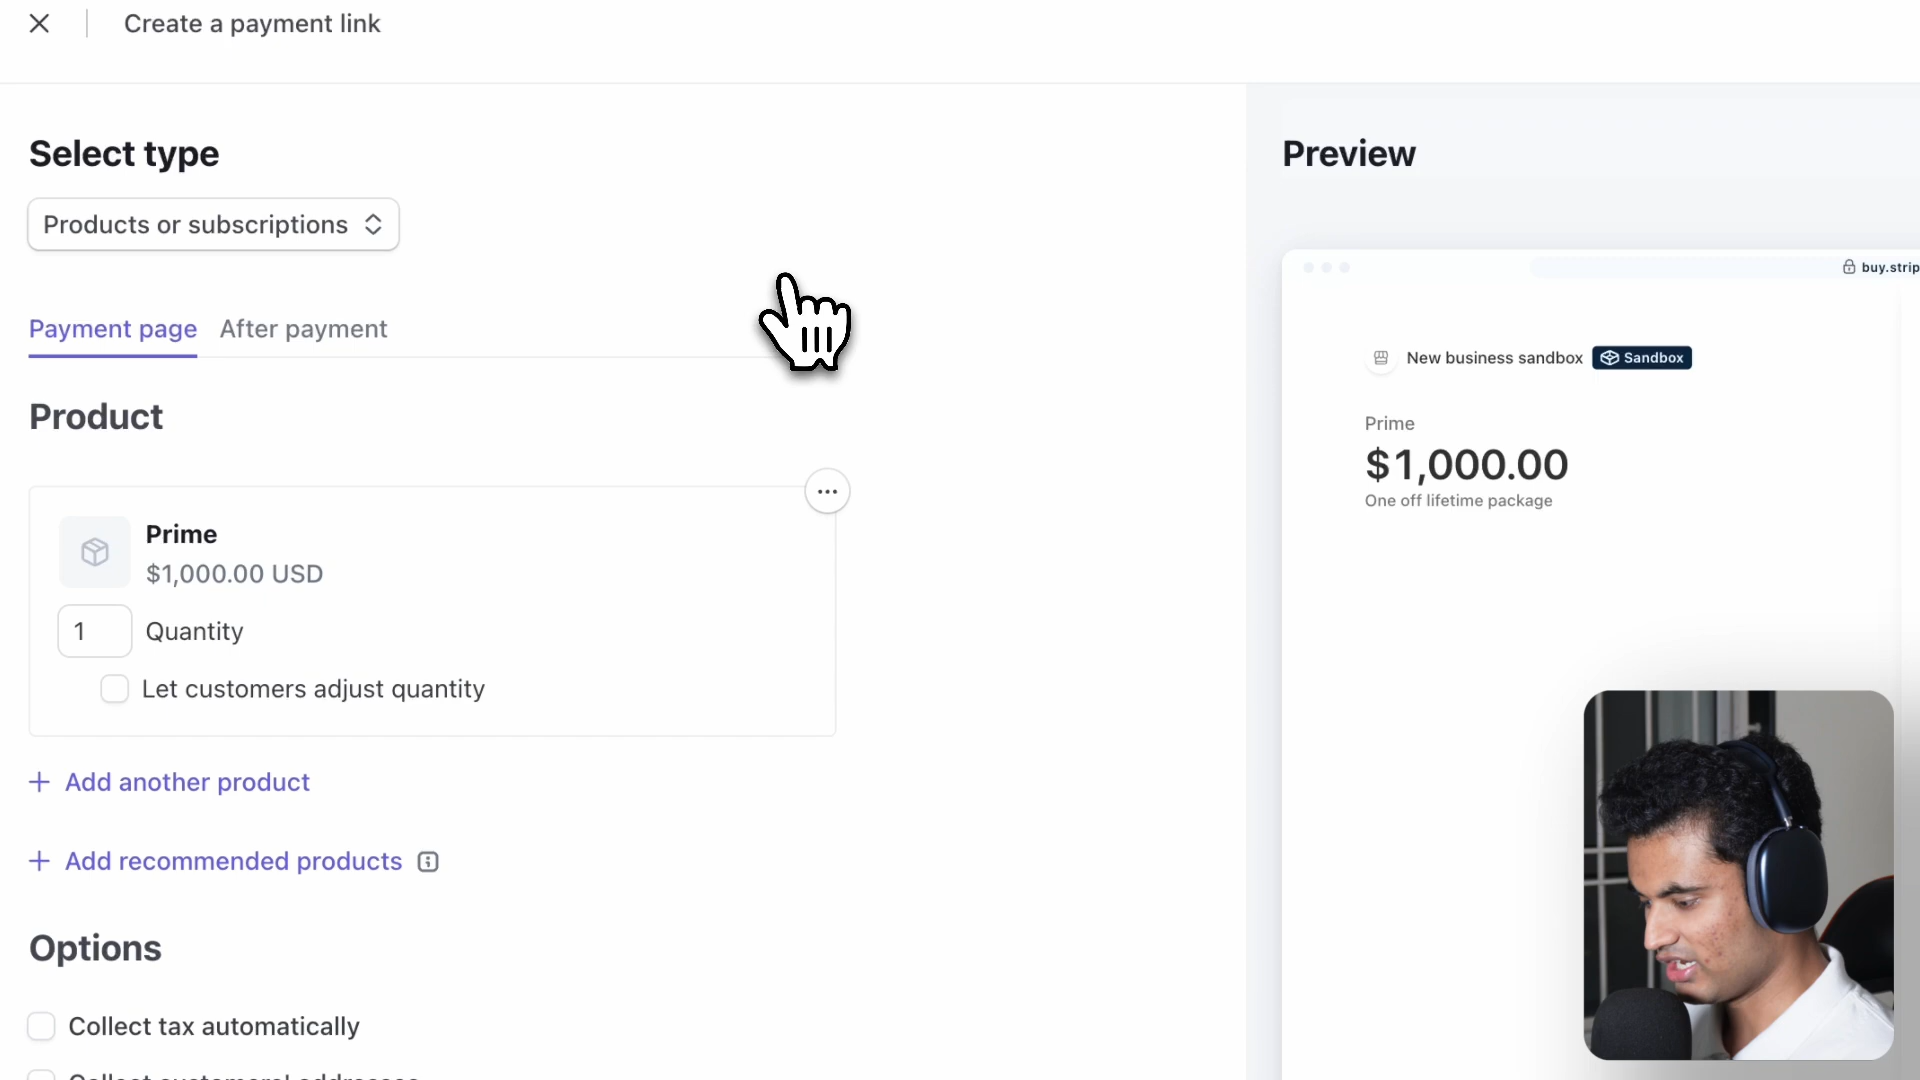 Create a payment link
Select type
Products or subscriptions
Payment page
After payment
Product
Prime
$1,000.00 USD
1
Quantity
Let customers adjust quantity
+ Add another product
+ Add recommended products
Options
Collect tax automatically
Collect customers' addresses
Preview
buy.strip
New business sandbox
Sandbox
Prime
$1,000.00
One off lifetime package